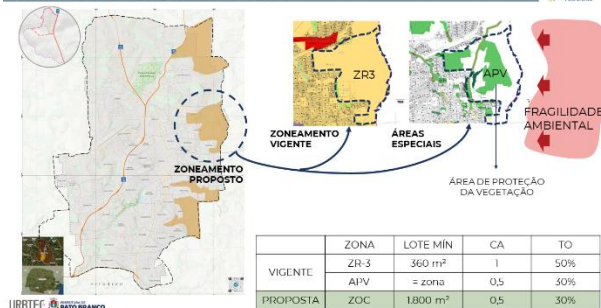 ZR3
APV
FRAGILIDADE
AMBIENTAL
ZONEAMENTO
VIGENTE
ÁREAS
ESPECIAIS
ZONEAMENTO
PROPOSTO
ÁREA DE PROTEÇÃO
DA VEGETAÇÃO
ZONA LOTE MÍN CA TO
VIGENTE
ZR-3 360 m² 1 50%
APV = zona 0,5 30%
PROPOSTA ZOC 1.800 m² 0,5 30%
URBTEC PATO BRANCO